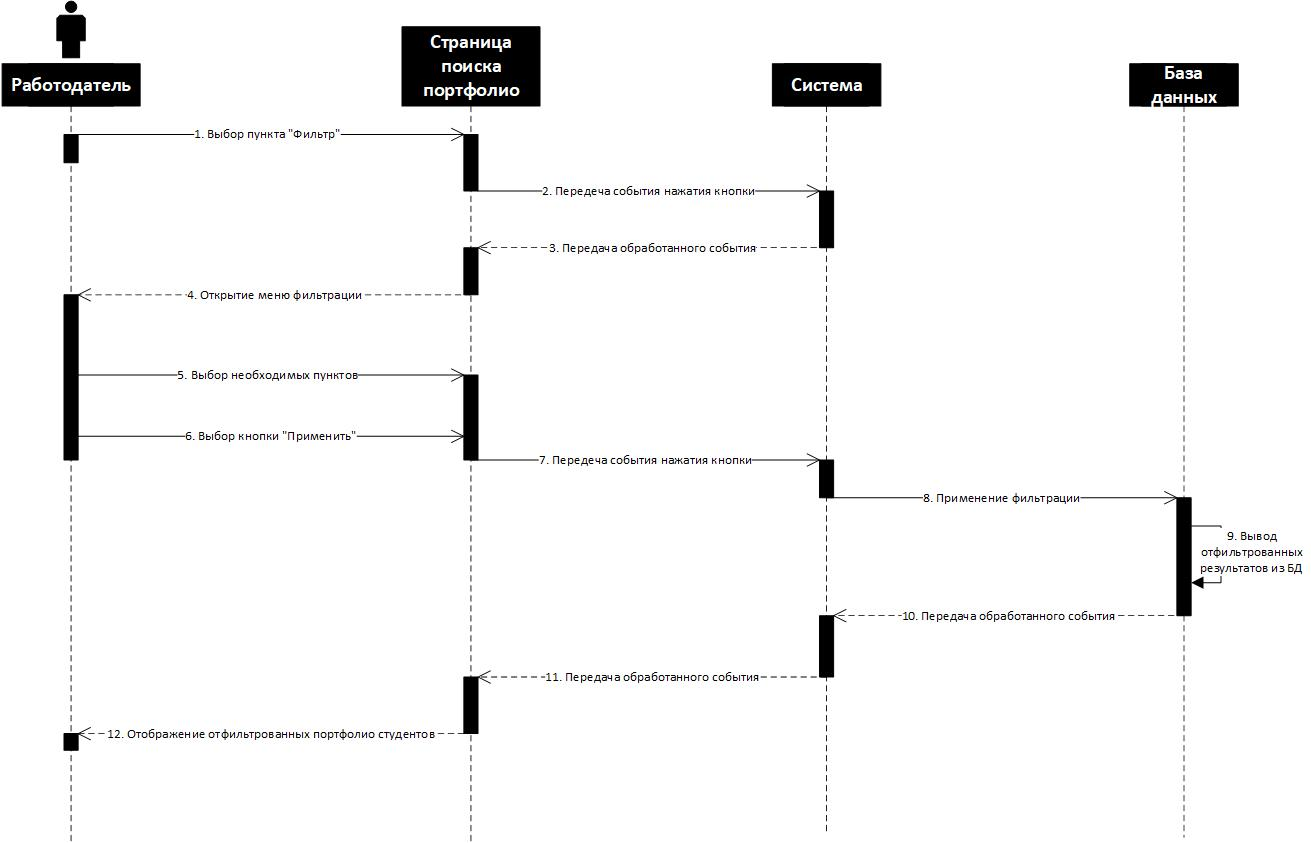 Работодатель
Страница
поиска
портфолио
Система
База
данных
1. Выбор пункта "Фильтр"
2. Передеча события нажатия кнопки
3. Передача обработанного события
4. Открытие меню фильтрации
5. Выбор необходимых пунктов
6. Выбор кнопки "Применить"
7. Передеча события нажатия кнопки
8. Применение фильтрации
9. Вывод
отфильтрованных
результатов из БД
10. Передача обработанного события
11. Передача обработанного события
12. Отображение отфильтрованных портфолио студентов